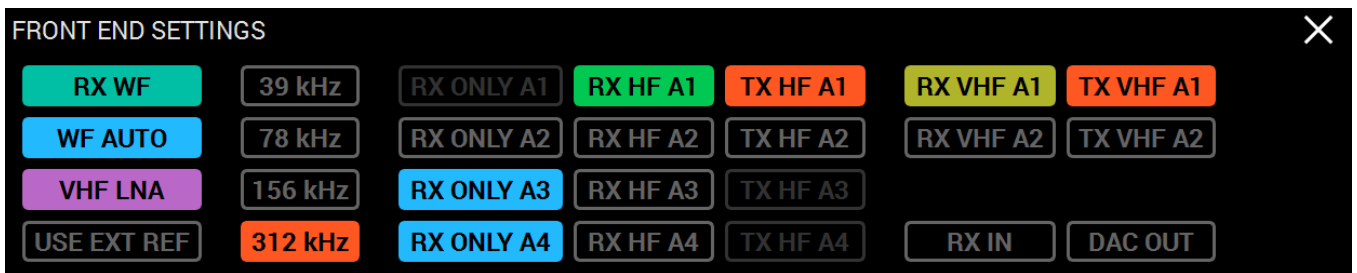 FRONT END SETTINGS
RX WF 39 kHz RX ONLY A1 RX HF A1 TX HF A1 RX VHF A1 TX VHF A1
WF AUTO 78 kHz RX ONLY A2 RX HF A2 TX HF A2 RX VHF A2 TX VHF A2
VHF LNA 156 kHz RX ONLY A3 RX HF A3 TX HF A3
USE EXT REF 312 kHz RX ONLY A4 RX HF A4 TX HF A4 RX IN DAC OUT